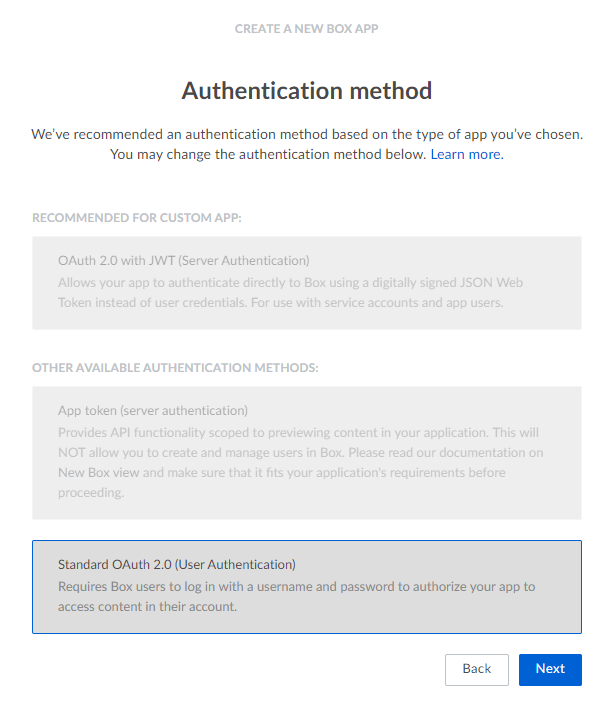 CREATE A NEW BOX APP
Authentication method
We've recommended an authentication method based on the type of app you've chosen.
You may change the authentication method below. Learn more.
RECOMMENDED FOR CUSTOM APP:
OAuth 2.0 with JWT (Server Authentication)
Allows your app to authenticate directly to Box using a digitally signed JSON Web
Token instead of user credentials. For use with service accounts and app users.
OTHER AVAILABLE AUTHENTICATION METHODS:
App token (server authentication)
Provides API functionality scoped to previewing content in your application. This will
NOT allow you to create and manage users in Box. Please read our documentation on
New Box view and make sure that it fits your application's requirements before
proceeding.
Standard OAuth 2.0 (User Authentication)
Requires Box users to log in with a username and password to authorize your app to
access content in their account.
Back
Next